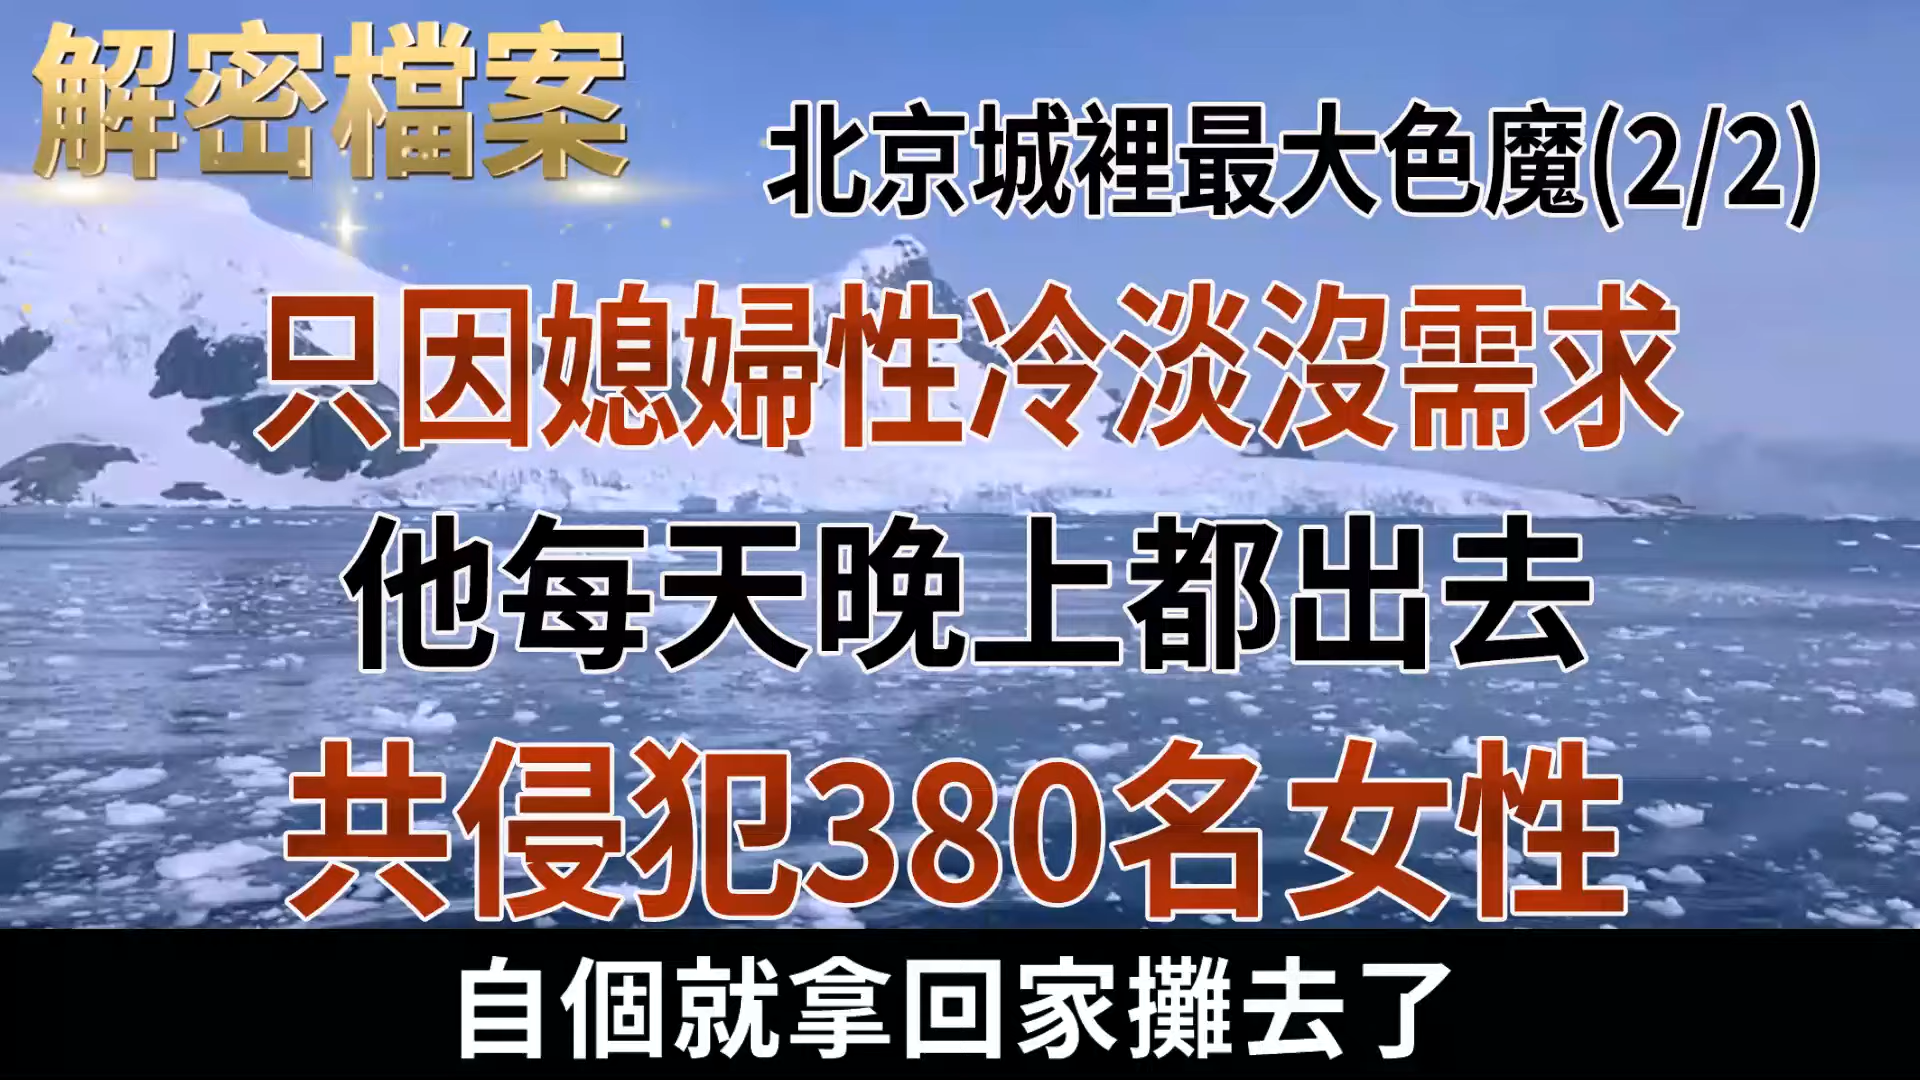 解密檔案
北京城裡最大色魔(2/2)
只因媳婦性冷淡沒需求
他每天晚上都出去
共侵犯380名女性
自個就拿回家攤去了